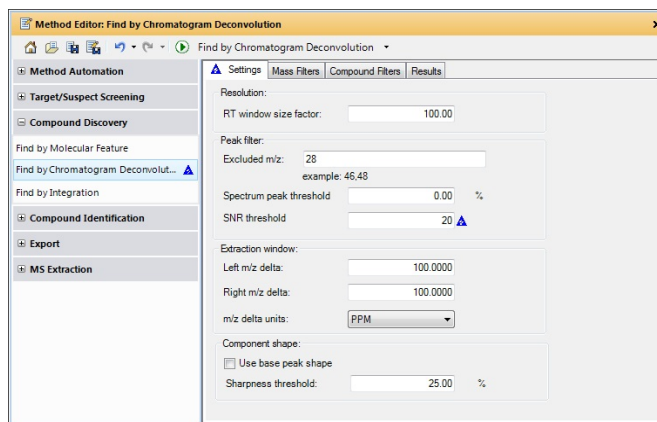 Method Editor: Find by Chromatogram Deconvolution
Find by Chromatogram Deconvolution
Method Automation
Target/Suspect Screening
Compound Discovery
Find by Molecular Feature
Find by Chromatogram Deconvolut...
Find by Integration
Compound Identification
Export
MS Extraction
Settings Mass Filters Compound Filters Results
Resolution:
RT window size factor: 100.00
Peak filter:
Excluded m/z: 28
example: 46,48
Spectrum peak threshold 0.00 %
SNR threshold 20
Extraction window:
Left m/z delta: 100.0000
Right m/z delta: 100.0000
m/z delta units: PPM
Component shape:
Use base peak shape
Sharpness threshold: 25.00 %